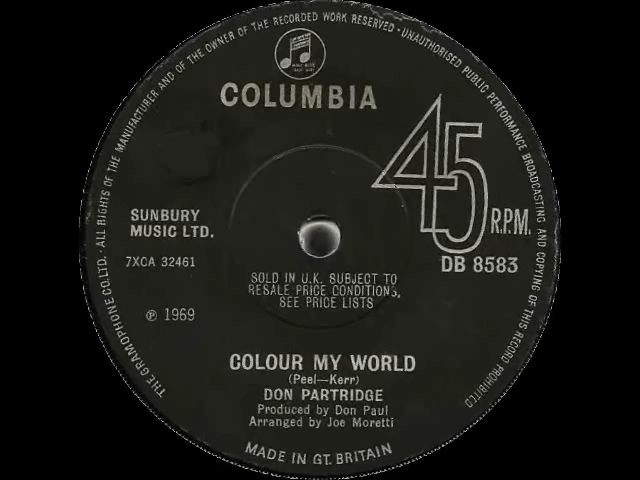 THE GRAMOPHONE CO. LTD. · ALL RIGHTS OF THE MANUFACTURER AND OF THE OWNER OF THE RECORDED WORK RESERVED · UNAUTHORISED PUBLIC PERFORMANCE BROADCASTING AND COPYING OF THIS RECORD PROHIBITED
COLUMBIA
45 R.P.M.
SUNBURY
MUSIC LTD.
DB 8583
7XCA 32461
SOLD IN U.K. SUBJECT TO
RESALE PRICE CONDITIONS,
SEE PRICE LISTS
℗ 1969
COLOUR MY WORLD
(Peel—Kerr)
DON PARTRIDGE
Produced by Don Paul
Arranged by Joe Moretti
MADE IN GT. BRITAIN